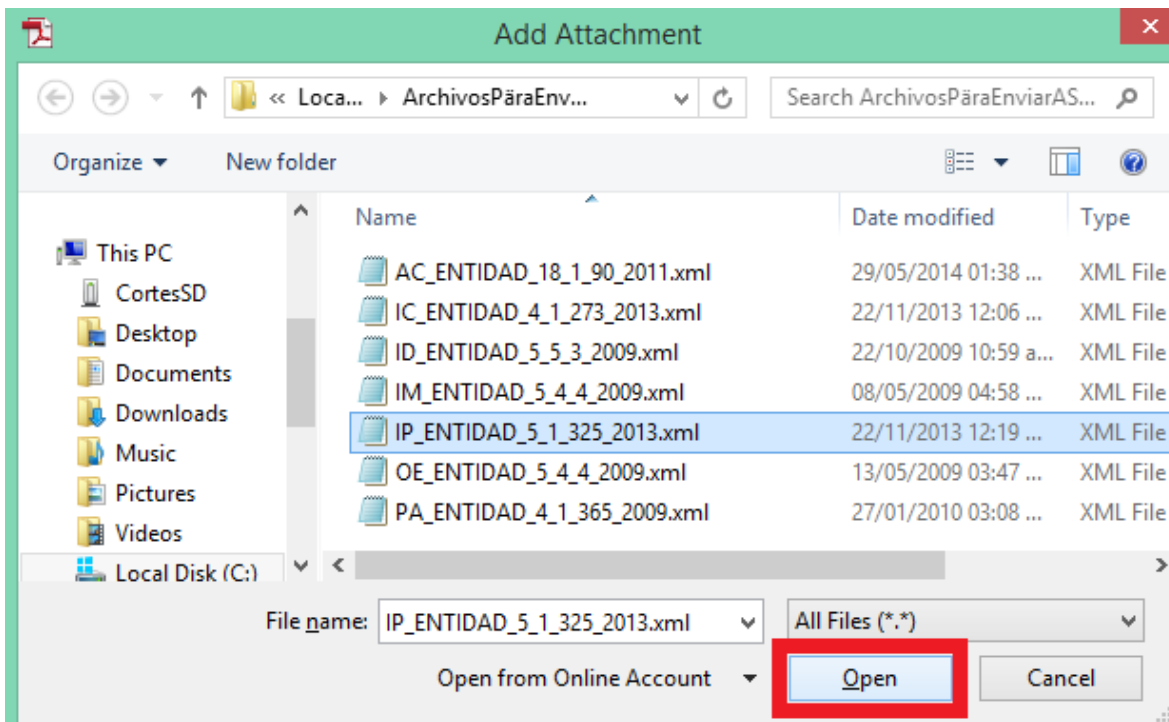 Add Attachment
« Loca... ArchivosPäraEnv... Search ArchivosPäraEnviarAS...
Organize New folder
Name Date modified Type
This PC
CortesSD
Desktop
Documents
Downloads
Music
Pictures
Videos
Local Disk (C:)
AC_ENTIDAD_18_1_90_2011.xml 29/05/2014 01:38 ... XML File
IC_ENTIDAD_4_1_273_2013.xml 22/11/2013 12:06 ... XML File
ID_ENTIDAD_5_5_3_2009.xml 22/10/2009 10:59 a... XML File
IM_ENTIDAD_5_4_4_2009.xml 08/05/2009 04:58 ... XML File
IP_ENTIDAD_5_1_325_2013.xml 22/11/2013 12:19 ... XML File
OE_ENTIDAD_5_4_4_2009.xml 13/05/2009 03:47 ... XML File
PA_ENTIDAD_4_1_365_2009.xml 27/01/2010 03:08 ... XML File
File name: IP_ENTIDAD_5_1_325_2013.xml All Files (*.*)
Open from Online Account Open Cancel